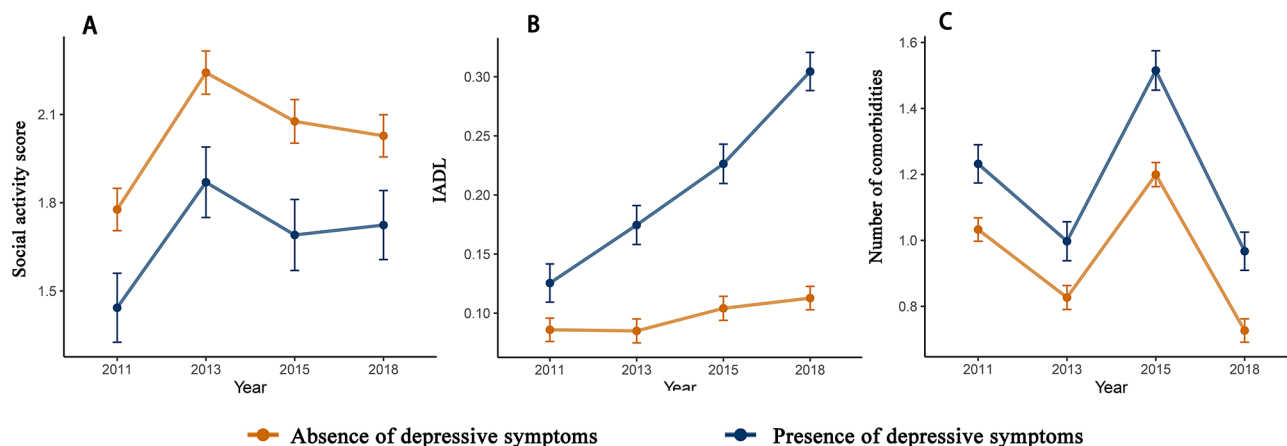 A
Social activity score
2.1
1.8
1.5
2011 2013 2015 2018
Year
B
IADL
0.30
0.25
0.20
0.15
0.10
2011 2013 2015 2018
Year
C
Number of comorbidities
1.6
1.4
1.2
1.0
0.8
2011 2013 2015 2018
Year
Absence of depressive symptoms
Presence of depressive symptoms